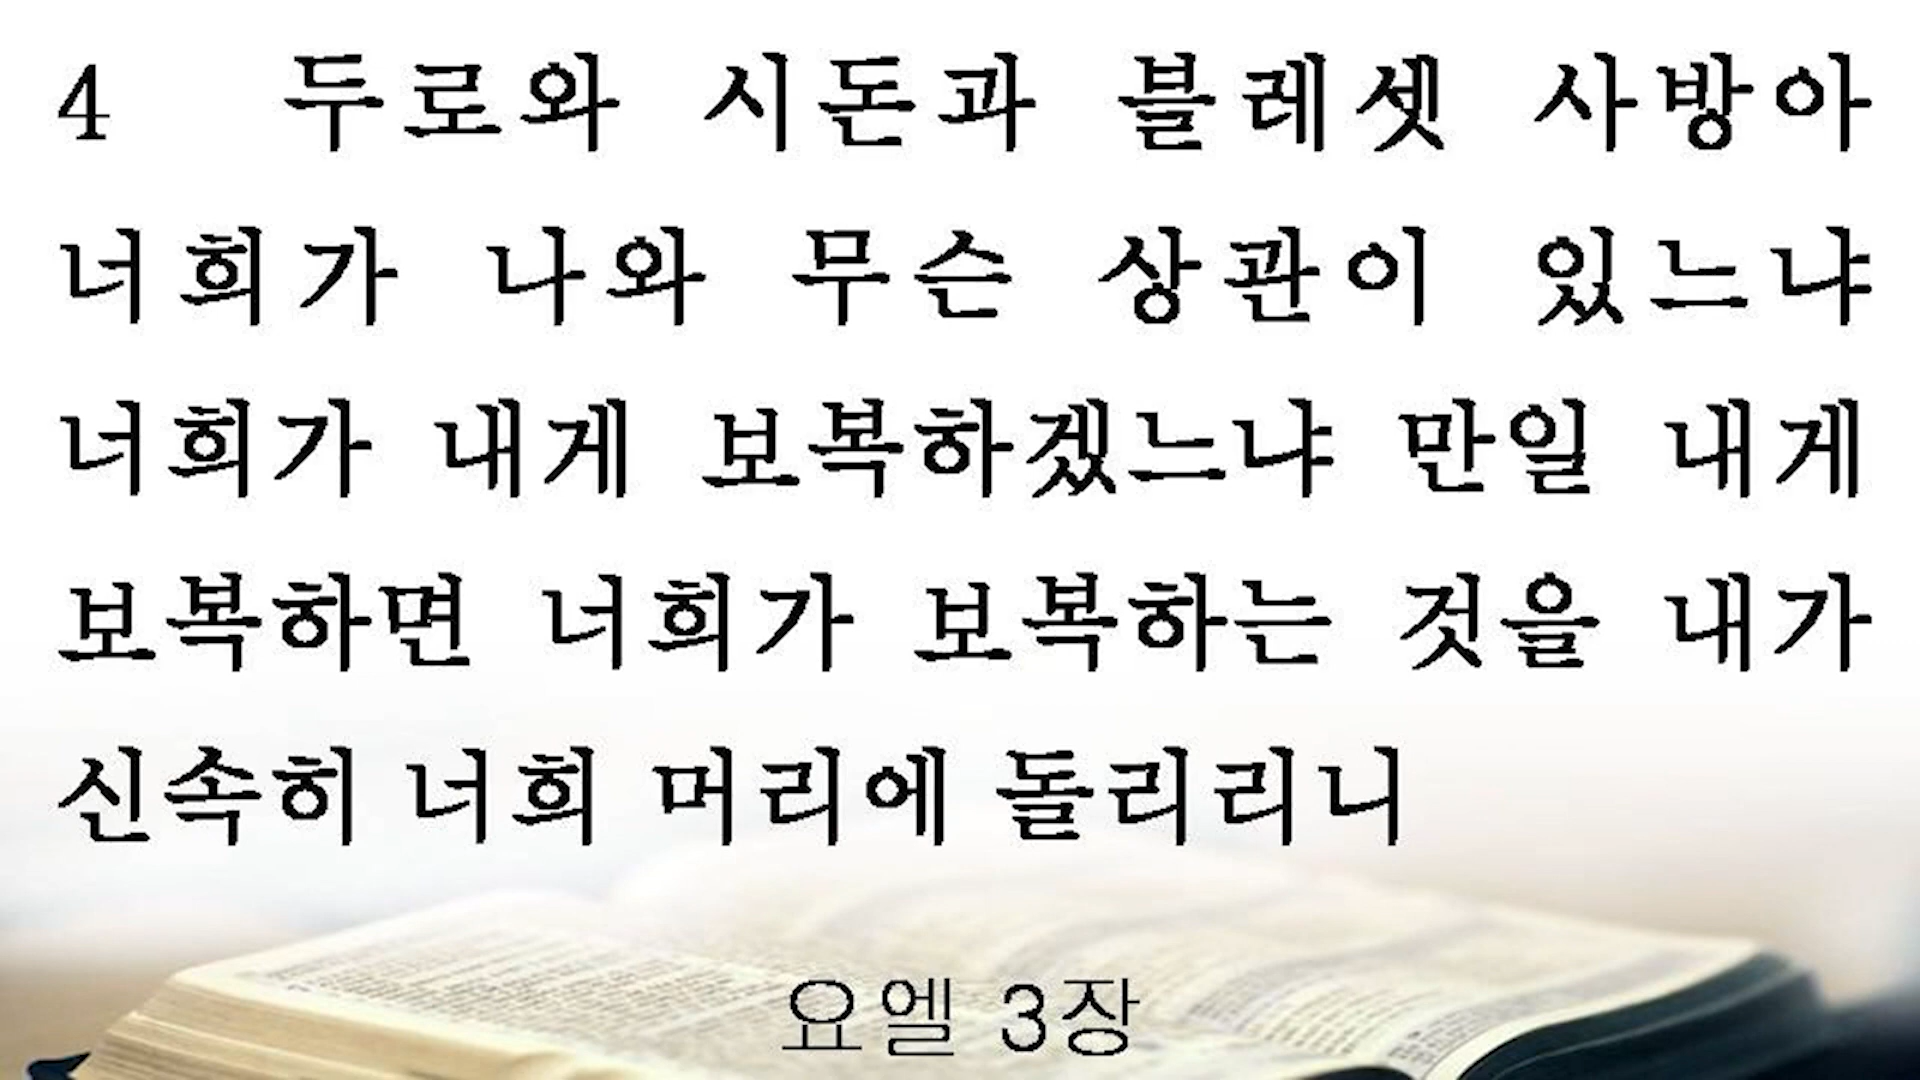 4 두로와 시돈과 블레셋 사방아
너희가 나와 무슨 상관이 있느냐
너희가 내게 보복하겠느냐 만일 내게
보복하면 너희가 보복하는 것을 내가
신속히 너희 머리에 돌리리니
요엘 3장